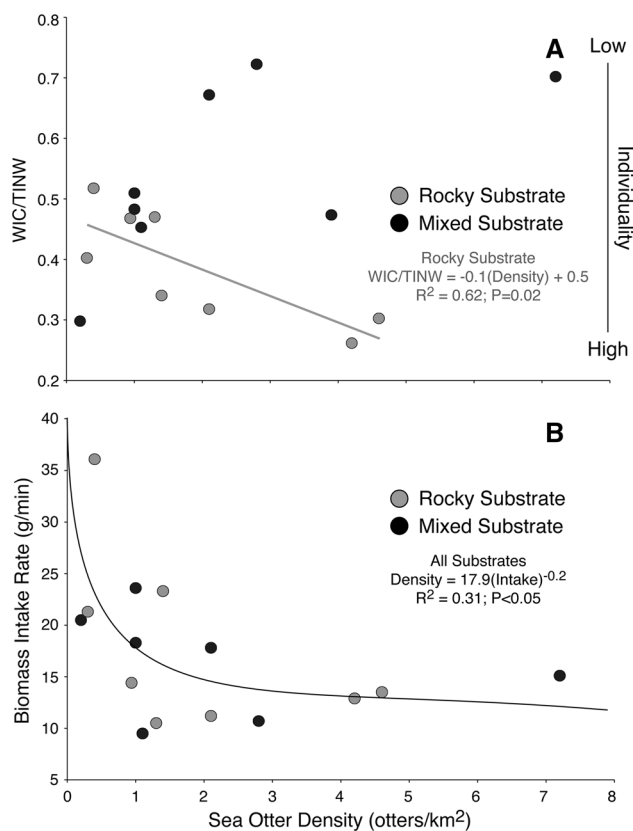 0.8
0.7
0.6
0.5
0.4
0.3
0.2
WIC/TINW
A
Low
Individuality
High
Rocky Substrate
Mixed Substrate
Rocky Substrate
WIC/TINW = -0.1(Density) + 0.5
R² = 0.62; P=0.02
40
35
30
25
20
15
10
5
Biomass Intake Rate (g/min)
B
Rocky Substrate
Mixed Substrate
All Substrates
Density = 17.9(Intake)⁻⁰·²
R² = 0.31; P<0.05
0 1 2 3 4 5 6 7 8
Sea Otter Density (otters/km²)